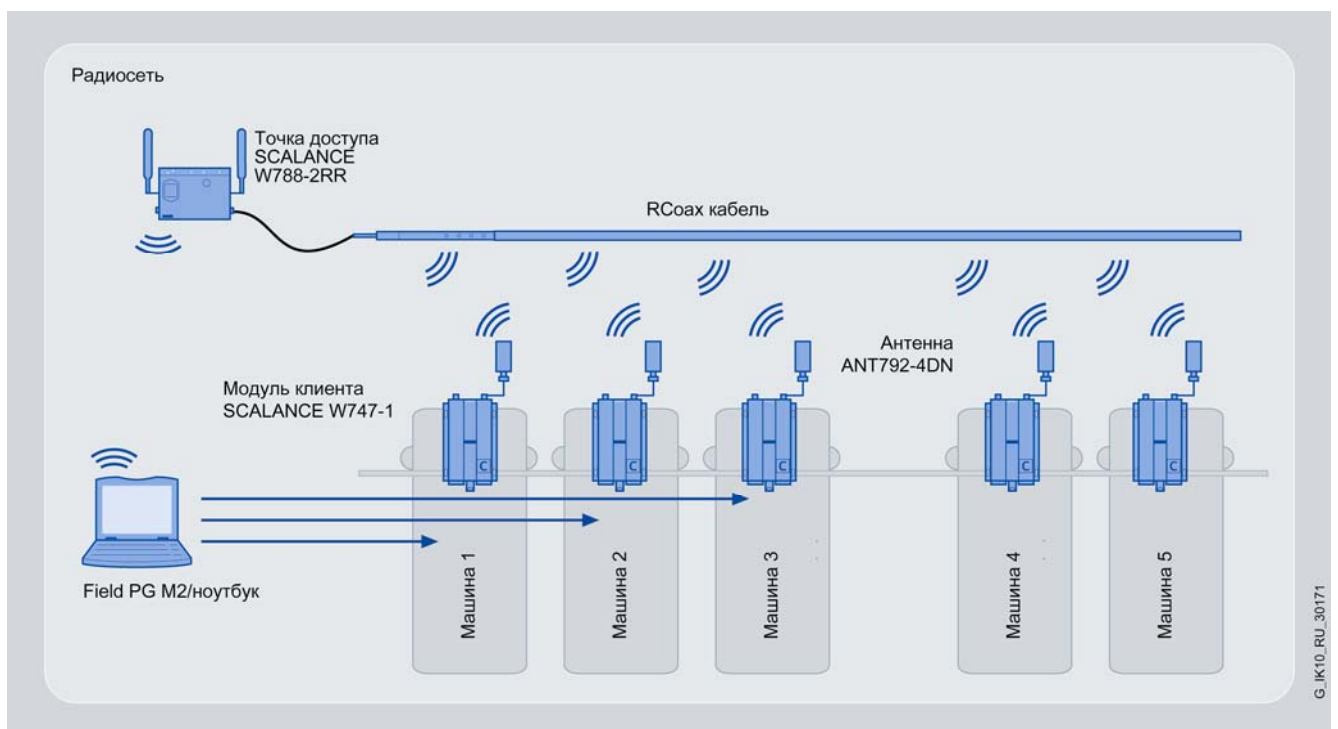 Радиосеть
Точка доступа
SCALANCE
W788-2RR
RCoax кабель
Антенна
ANT792-4DN
Модуль клиента
SCALANCE W747-1
C
C
C
C
C
Field PG M2/ноутбук
Машина 1
Машина 2
Машина 3
Машина 4
Машина 5
G_IK10_RU_30171